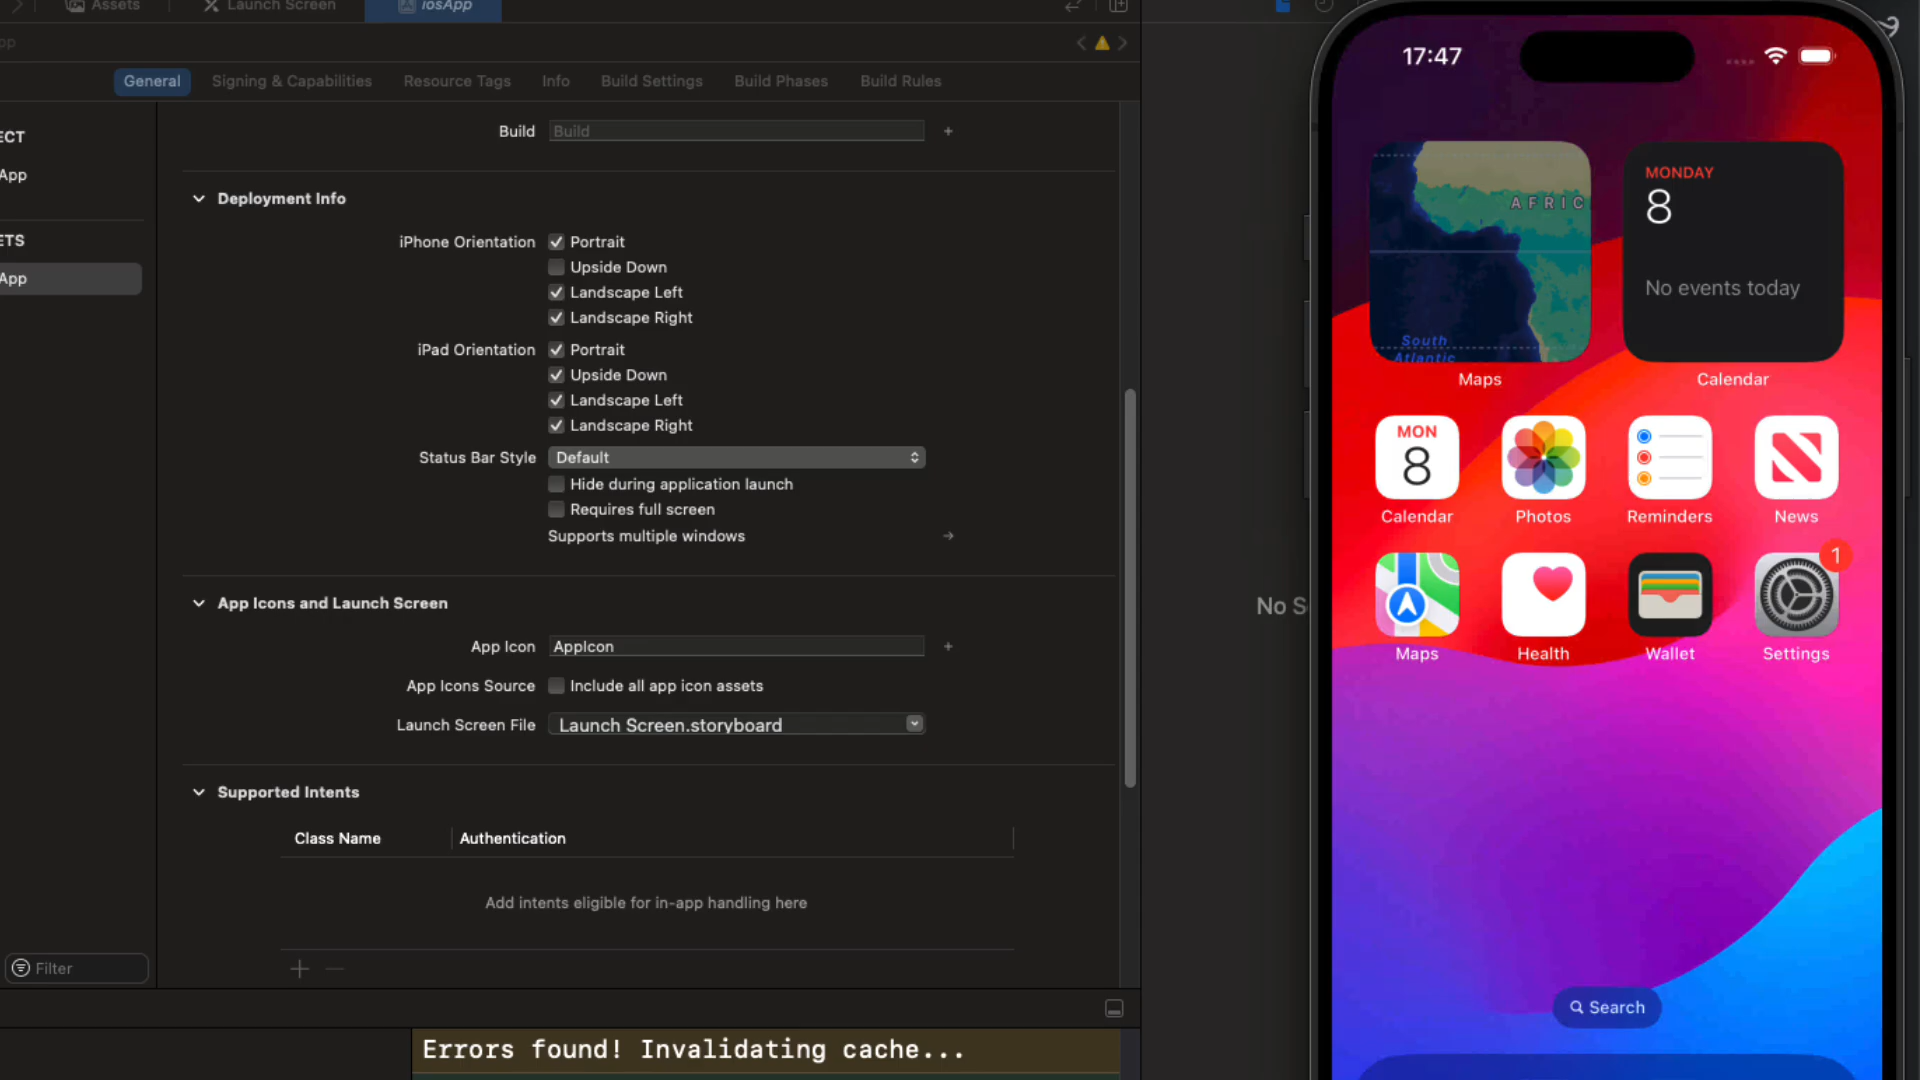 Assets
Launch Screen
iosApp
pp
General
Signing & Capabilities
Resource Tags
Info
Build Settings
Build Phases
Build Rules
ECT
App
ETS
App
Filter
Build
Build
Deployment Info
iPhone Orientation
Portrait
Upside Down
Landscape Left
Landscape Right
iPad Orientation
Portrait
Upside Down
Landscape Left
Landscape Right
Status Bar Style
Default
Hide during application launch
Requires full screen
Supports multiple windows
App Icons and Launch Screen
App Icon
AppIcon
App Icons Source
Include all app icon assets
Launch Screen File
Launch Screen.storyboard
Supported Intents
Class Name
Authentication
Add intents eligible for in-app handling here
Errors found! Invalidating cache...
No S
17:47
AFRIC
South
Atlantic
Maps
MONDAY
8
No events today
Calendar
MON
8
Calendar
Photos
Reminders
News
Maps
Health
Wallet
1
Settings
Search